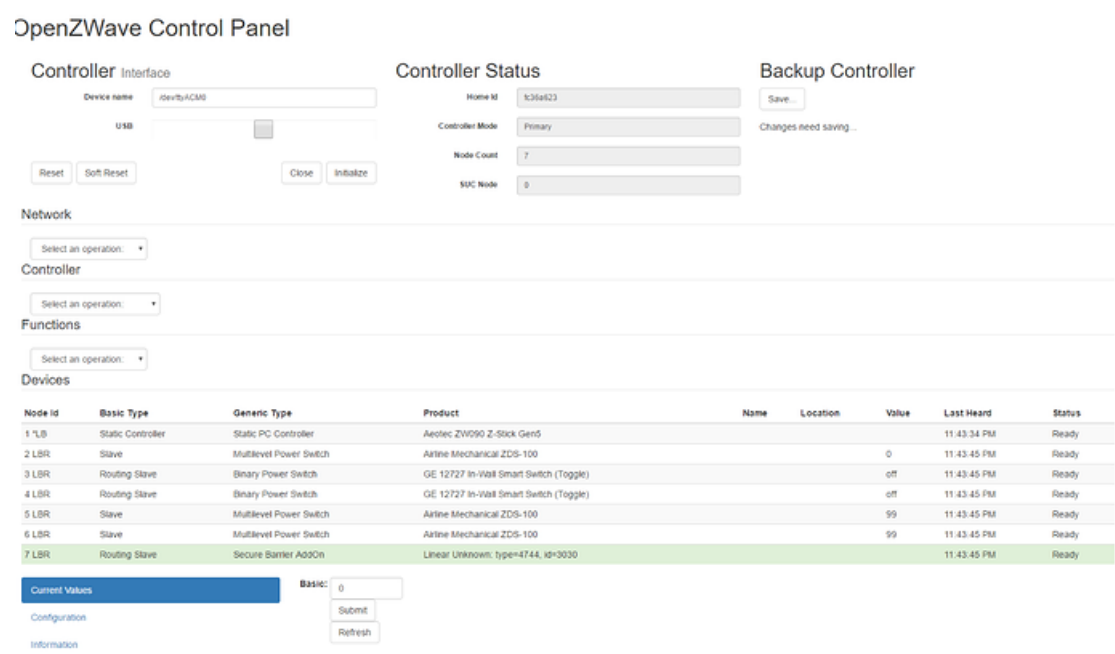 OpenZWave Control Panel
Controller Interface
Device name /dev/ttyACM0
USB
Reset Soft Reset Close Initialize
Controller Status
Home Id fc36a623
Controller Mode Primary
Node Count 7
SUC Node 0
Backup Controller
Save...
Changes need saving...
Network
Select an operation:
Controller
Select an operation:
Functions
Select an operation:
Devices
Node Id Basic Type Generic Type Product Name Location Value Last Heard Status
1 *LB Static Controller Static PC Controller Aeotec ZW090 Z-Stick Gen5 11:43:34 PM Ready
2 LBR Slave Multilevel Power Switch Airline Mechanical ZDS-100 0 11:43:45 PM Ready
3 LBR Routing Slave Binary Power Switch GE 12727 In-Wall Smart Switch (Toggle) off 11:43:45 PM Ready
4 LBR Routing Slave Binary Power Switch GE 12727 In-Wall Smart Switch (Toggle) off 11:43:45 PM Ready
5 LBR Slave Multilevel Power Switch Airline Mechanical ZDS-100 99 11:43:45 PM Ready
6 LBR Slave Multilevel Power Switch Airline Mechanical ZDS-100 99 11:43:45 PM Ready
7 LBR Routing Slave Secure Barrier AddOn Linear Unknown: type=4744, id=3030 11:43:45 PM Ready
Current Values
Configuration
Information
Basic: 0
Submit
Refresh